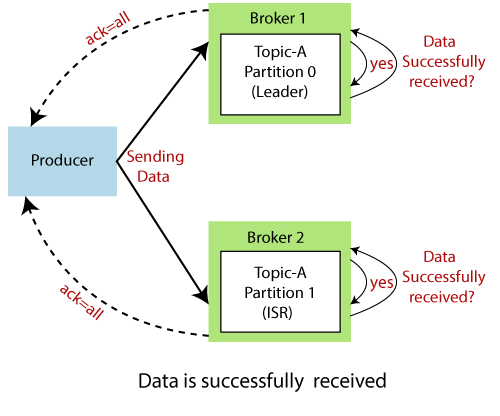 ack=all
Broker 1
Topic-A
Partition 0
(Leader)
yes
Data
Successfully
received?
Producer
Sending
Data
ack=all
Broker 2
Topic-A
Partition 1
(ISR)
yes
Data
Successfully
received?
Data is successfully received